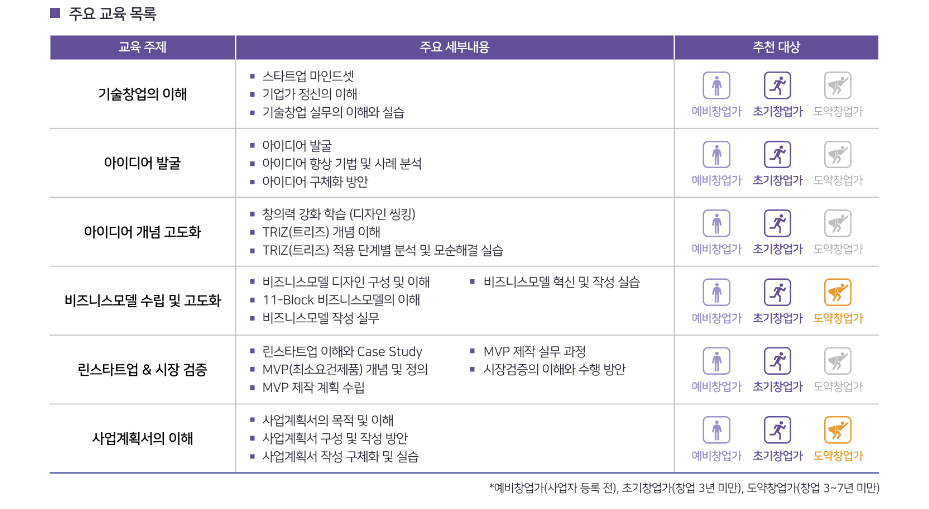 주요 교육 목록
교육 주제 주요 세부내용 추천 대상
기술창업의 이해
스타트업 마인드셋
기업가 정신의 이해
기술창업 실무의 이해와 실습
예비창업가 초기창업가 도약창업가
아이디어 발굴
아이디어 발굴
아이디어 향상 기법 및 사례 분석
아이디어 구체화 방안
예비창업가 초기창업가 도약창업가
아이디어 개념 고도화
창의력 강화 학습 (디자인 씽킹)
TRIZ(트리즈) 개념 이해
TRIZ(트리즈) 적용 단계별 분석 및 모순해결 실습
예비창업가 초기창업가 도약창업가
비즈니스모델 수립 및 고도화
비즈니스모델 디자인 구성 및 이해
11-Block 비즈니스모델의 이해
비즈니스모델 작성 실무
비즈니스모델 혁신 및 작성 실습
예비창업가 초기창업가 도약창업가
린스타트업 & 시장 검증
린스타트업 이해와 Case Study
MVP(최소요건제품) 개념 및 정의
MVP 제작 계획 수립
MVP 제작 실무 과정
시장검증의 이해와 수행 방안
예비창업가 초기창업가 도약창업가
사업계획서의 이해
사업계획서의 목적 및 이해
사업계획서 구성 및 작성 방안
사업계획서 작성 구체화 및 실습
예비창업가 초기창업가 도약창업가
*예비창업가(사업자 등록 전), 초기창업가(창업 3년 미만), 도약창업가(창업 3~7년 미만)